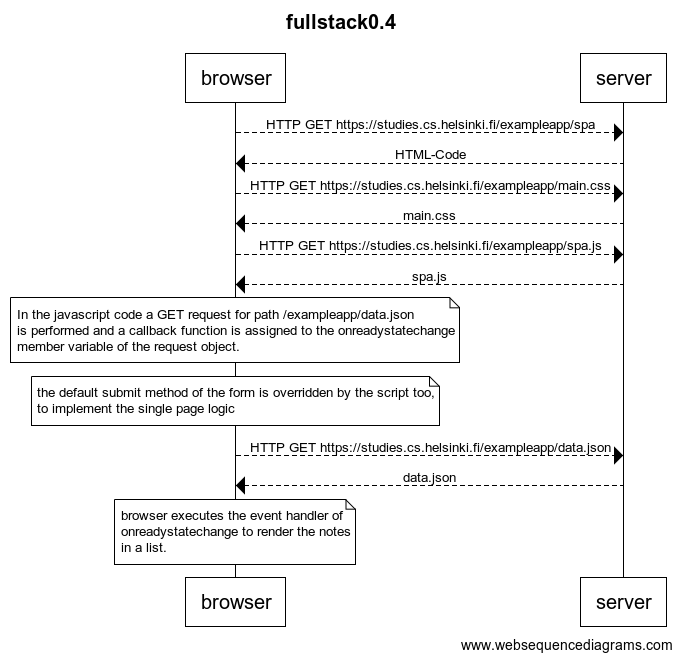 fullstack0.4
browser
server
HTTP GET https://studies.cs.helsinki.fi/exampleapp/spa
HTML-Code
HTTP GET https://studies.cs.helsinki.fi/exampleapp/main.css
main.css
HTTP GET https://studies.cs.helsinki.fi/exampleapp/spa.js
spa.js
In the javascript code a GET request for path /exampleapp/data.json
is performed and a callback function is assigned to the onreadystatechange
member variable of the request object.
the default submit method of the form is overridden by the script too,
to implement the single page logic
HTTP GET https://studies.cs.helsinki.fi/exampleapp/data.json
data.json
browser executes the event handler of
onreadystatechange to render the notes
in a list.
browser
server
www.websequencediagrams.com